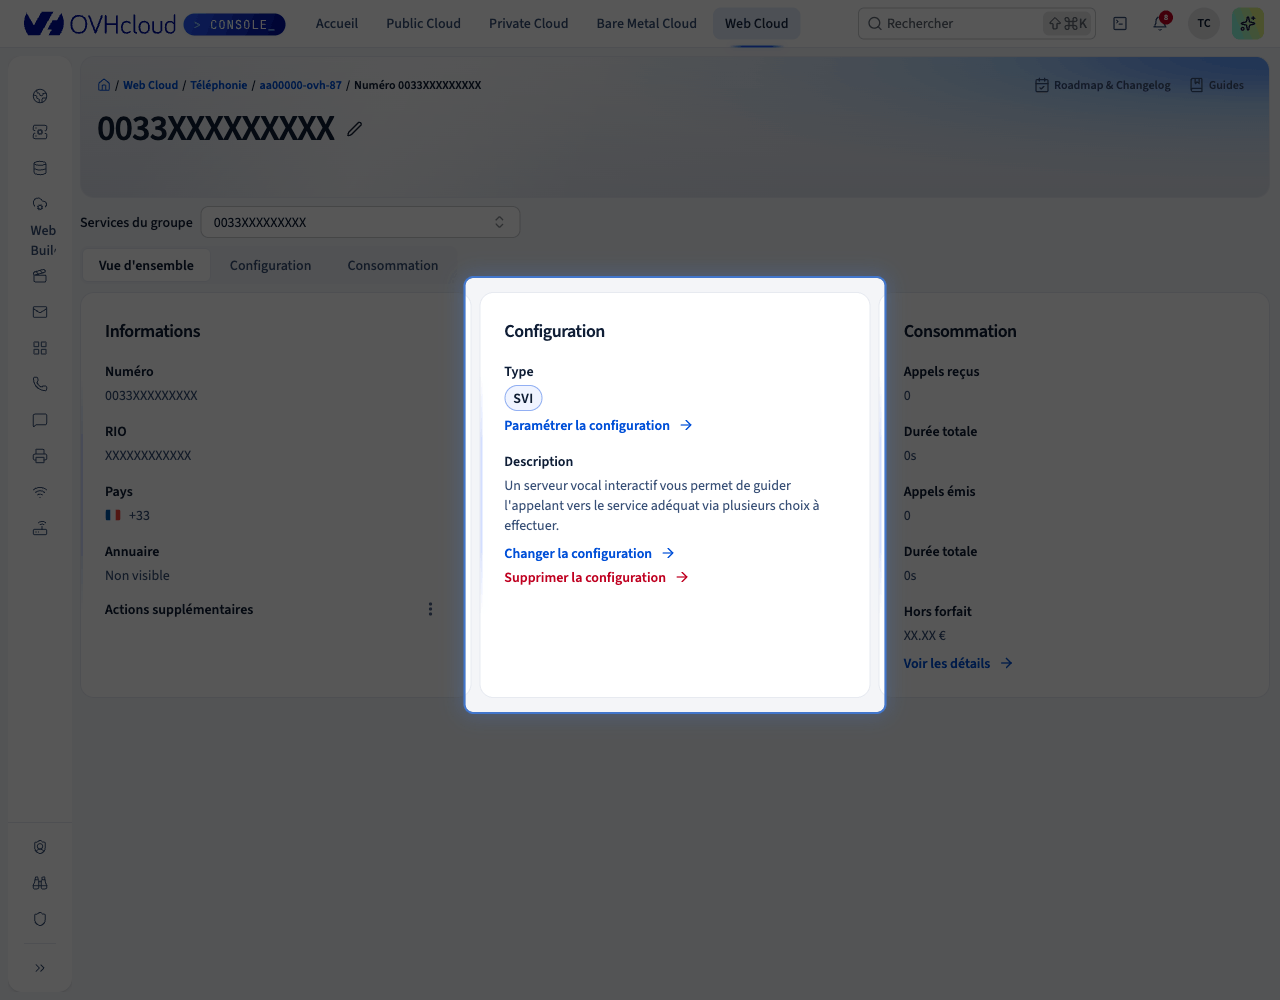 OVHcloud > CONSOLE_
Accueil Public Cloud Private Cloud Bare Metal Cloud Web Cloud
Rechercher ⇧⌘K
8
TC
/ Web Cloud / Téléphonie / aa00000-ovh-87 / Numéro 0033XXXXXXXXX
Roadmap & Changelog Guides
0033XXXXXXXXX
Services du groupe 0033XXXXXXXXX
Web
Buil
Vue d'ensemble Configuration Consommation
Informations
Numéro
0033XXXXXXXXX
RIO
XXXXXXXXXXXX
Pays
+33
Annuaire
Non visible
Actions supplémentaires
Configuration
Type
SVI
Paramétrer la configuration →
Description
Un serveur vocal interactif vous permet de guider
l'appelant vers le service adéquat via plusieurs choix à
effectuer.
Changer la configuration →
Supprimer la configuration →
Consommation
Appels reçus
0
Durée totale
0s
Appels émis
0
Durée totale
0s
Hors forfait
XX.XX €
Voir les détails →